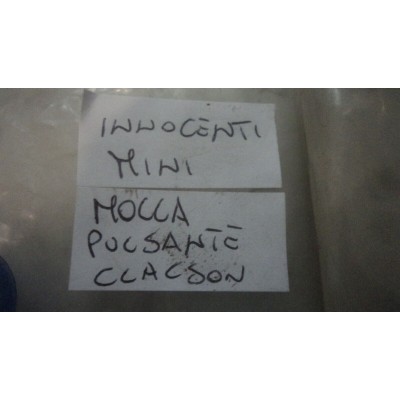 INNOCENTI
MINI
MOLLA
PULSANTE
CLACSON